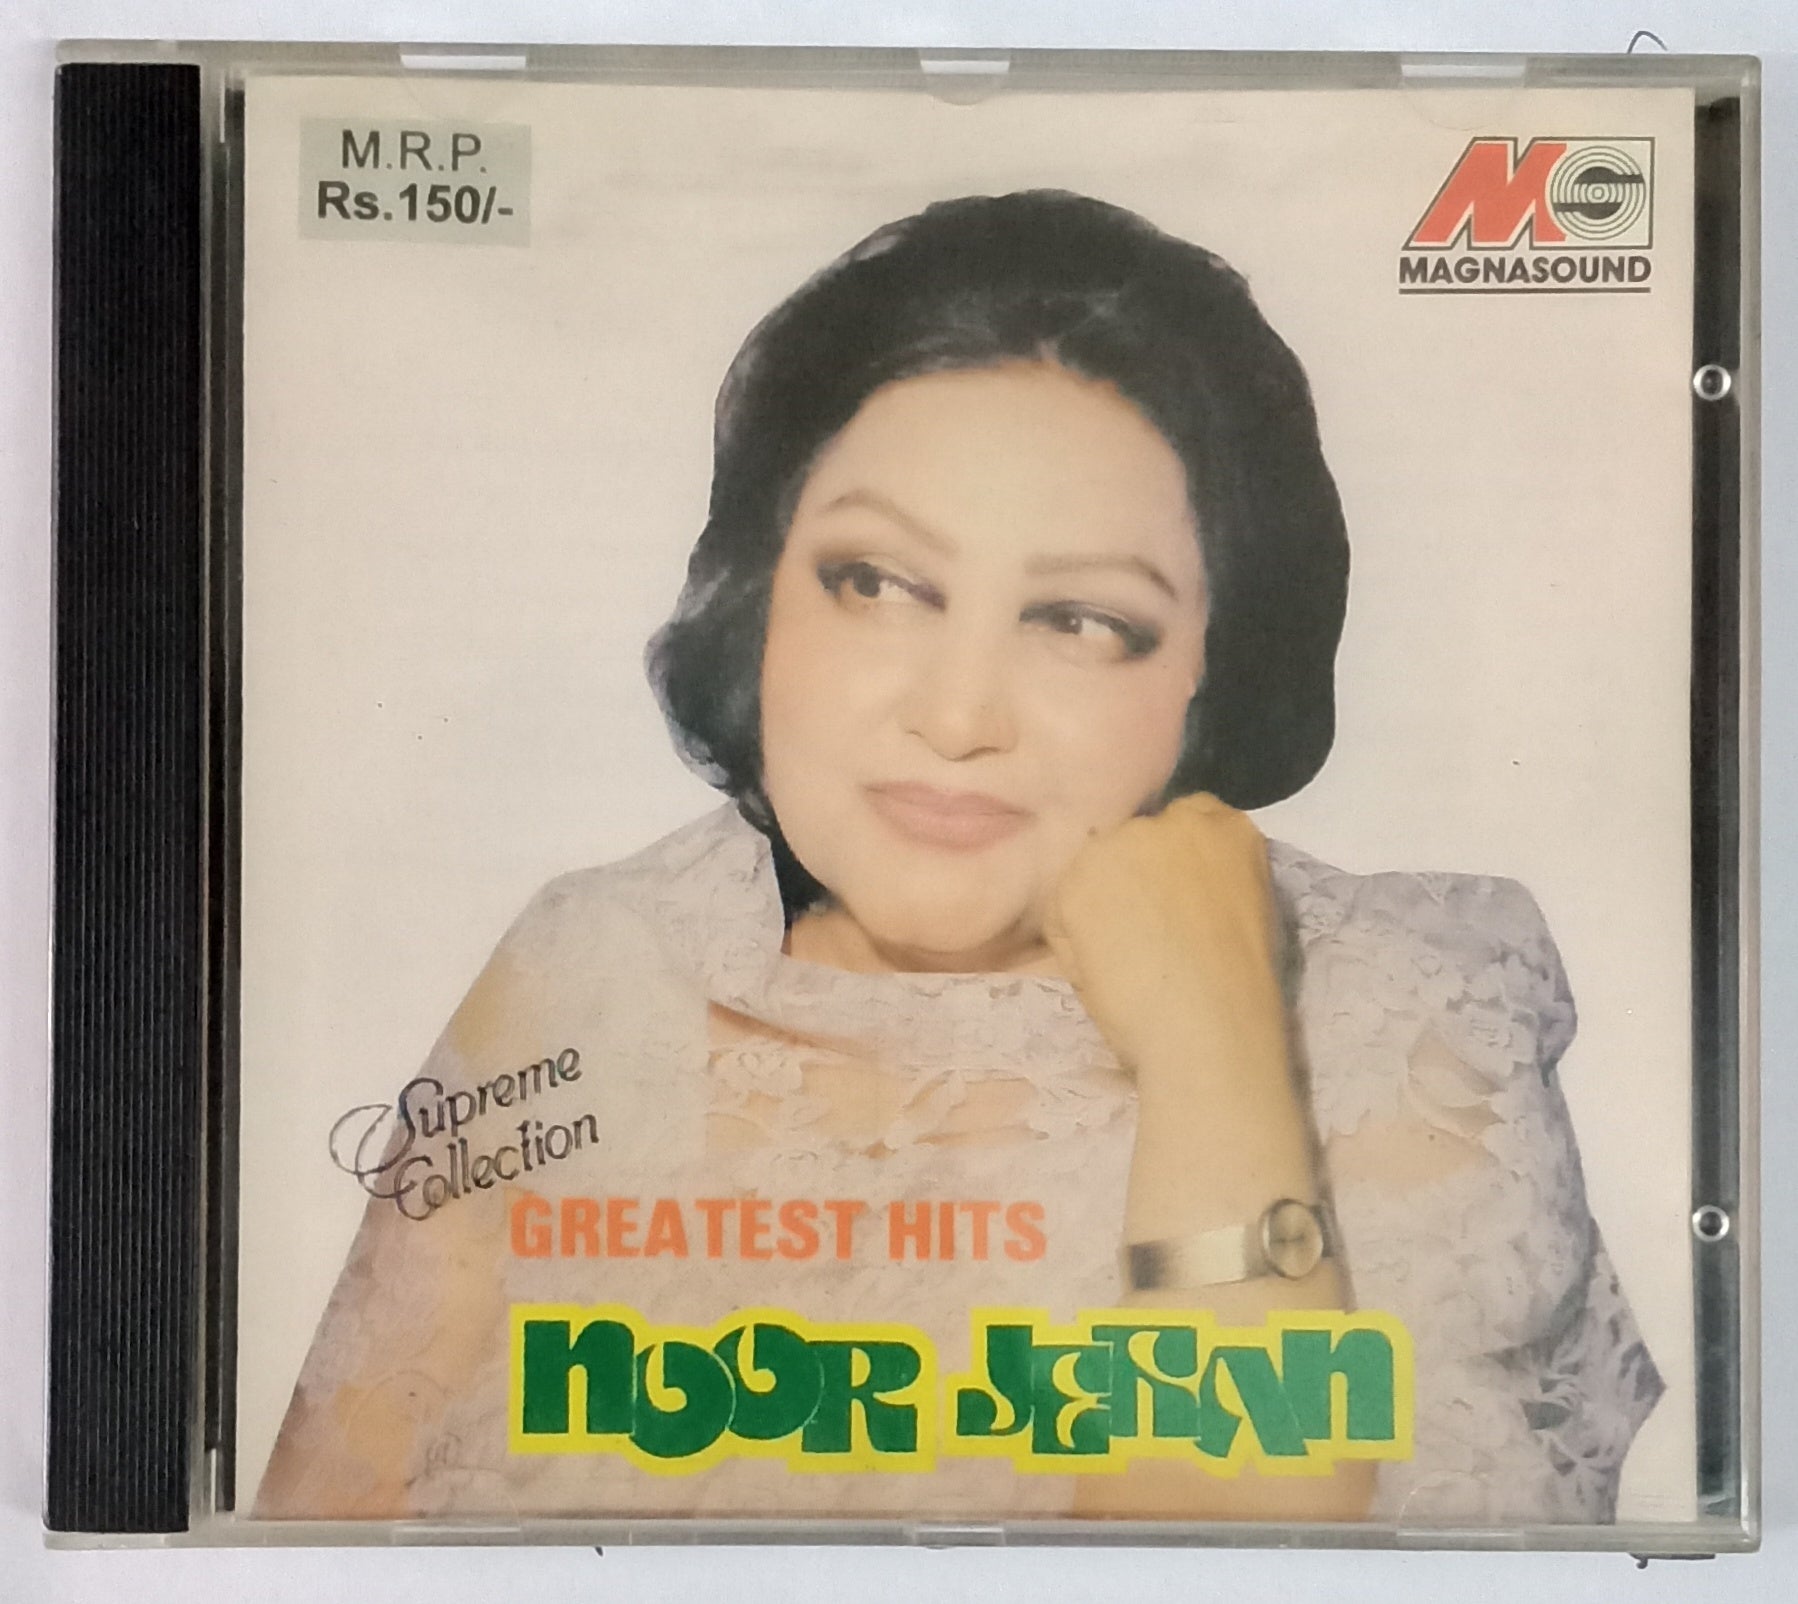 M.R.P.
Rs.150/-
MAGNASOUND
Supreme
Collection
GREATEST HITS
NOOR JEHAN